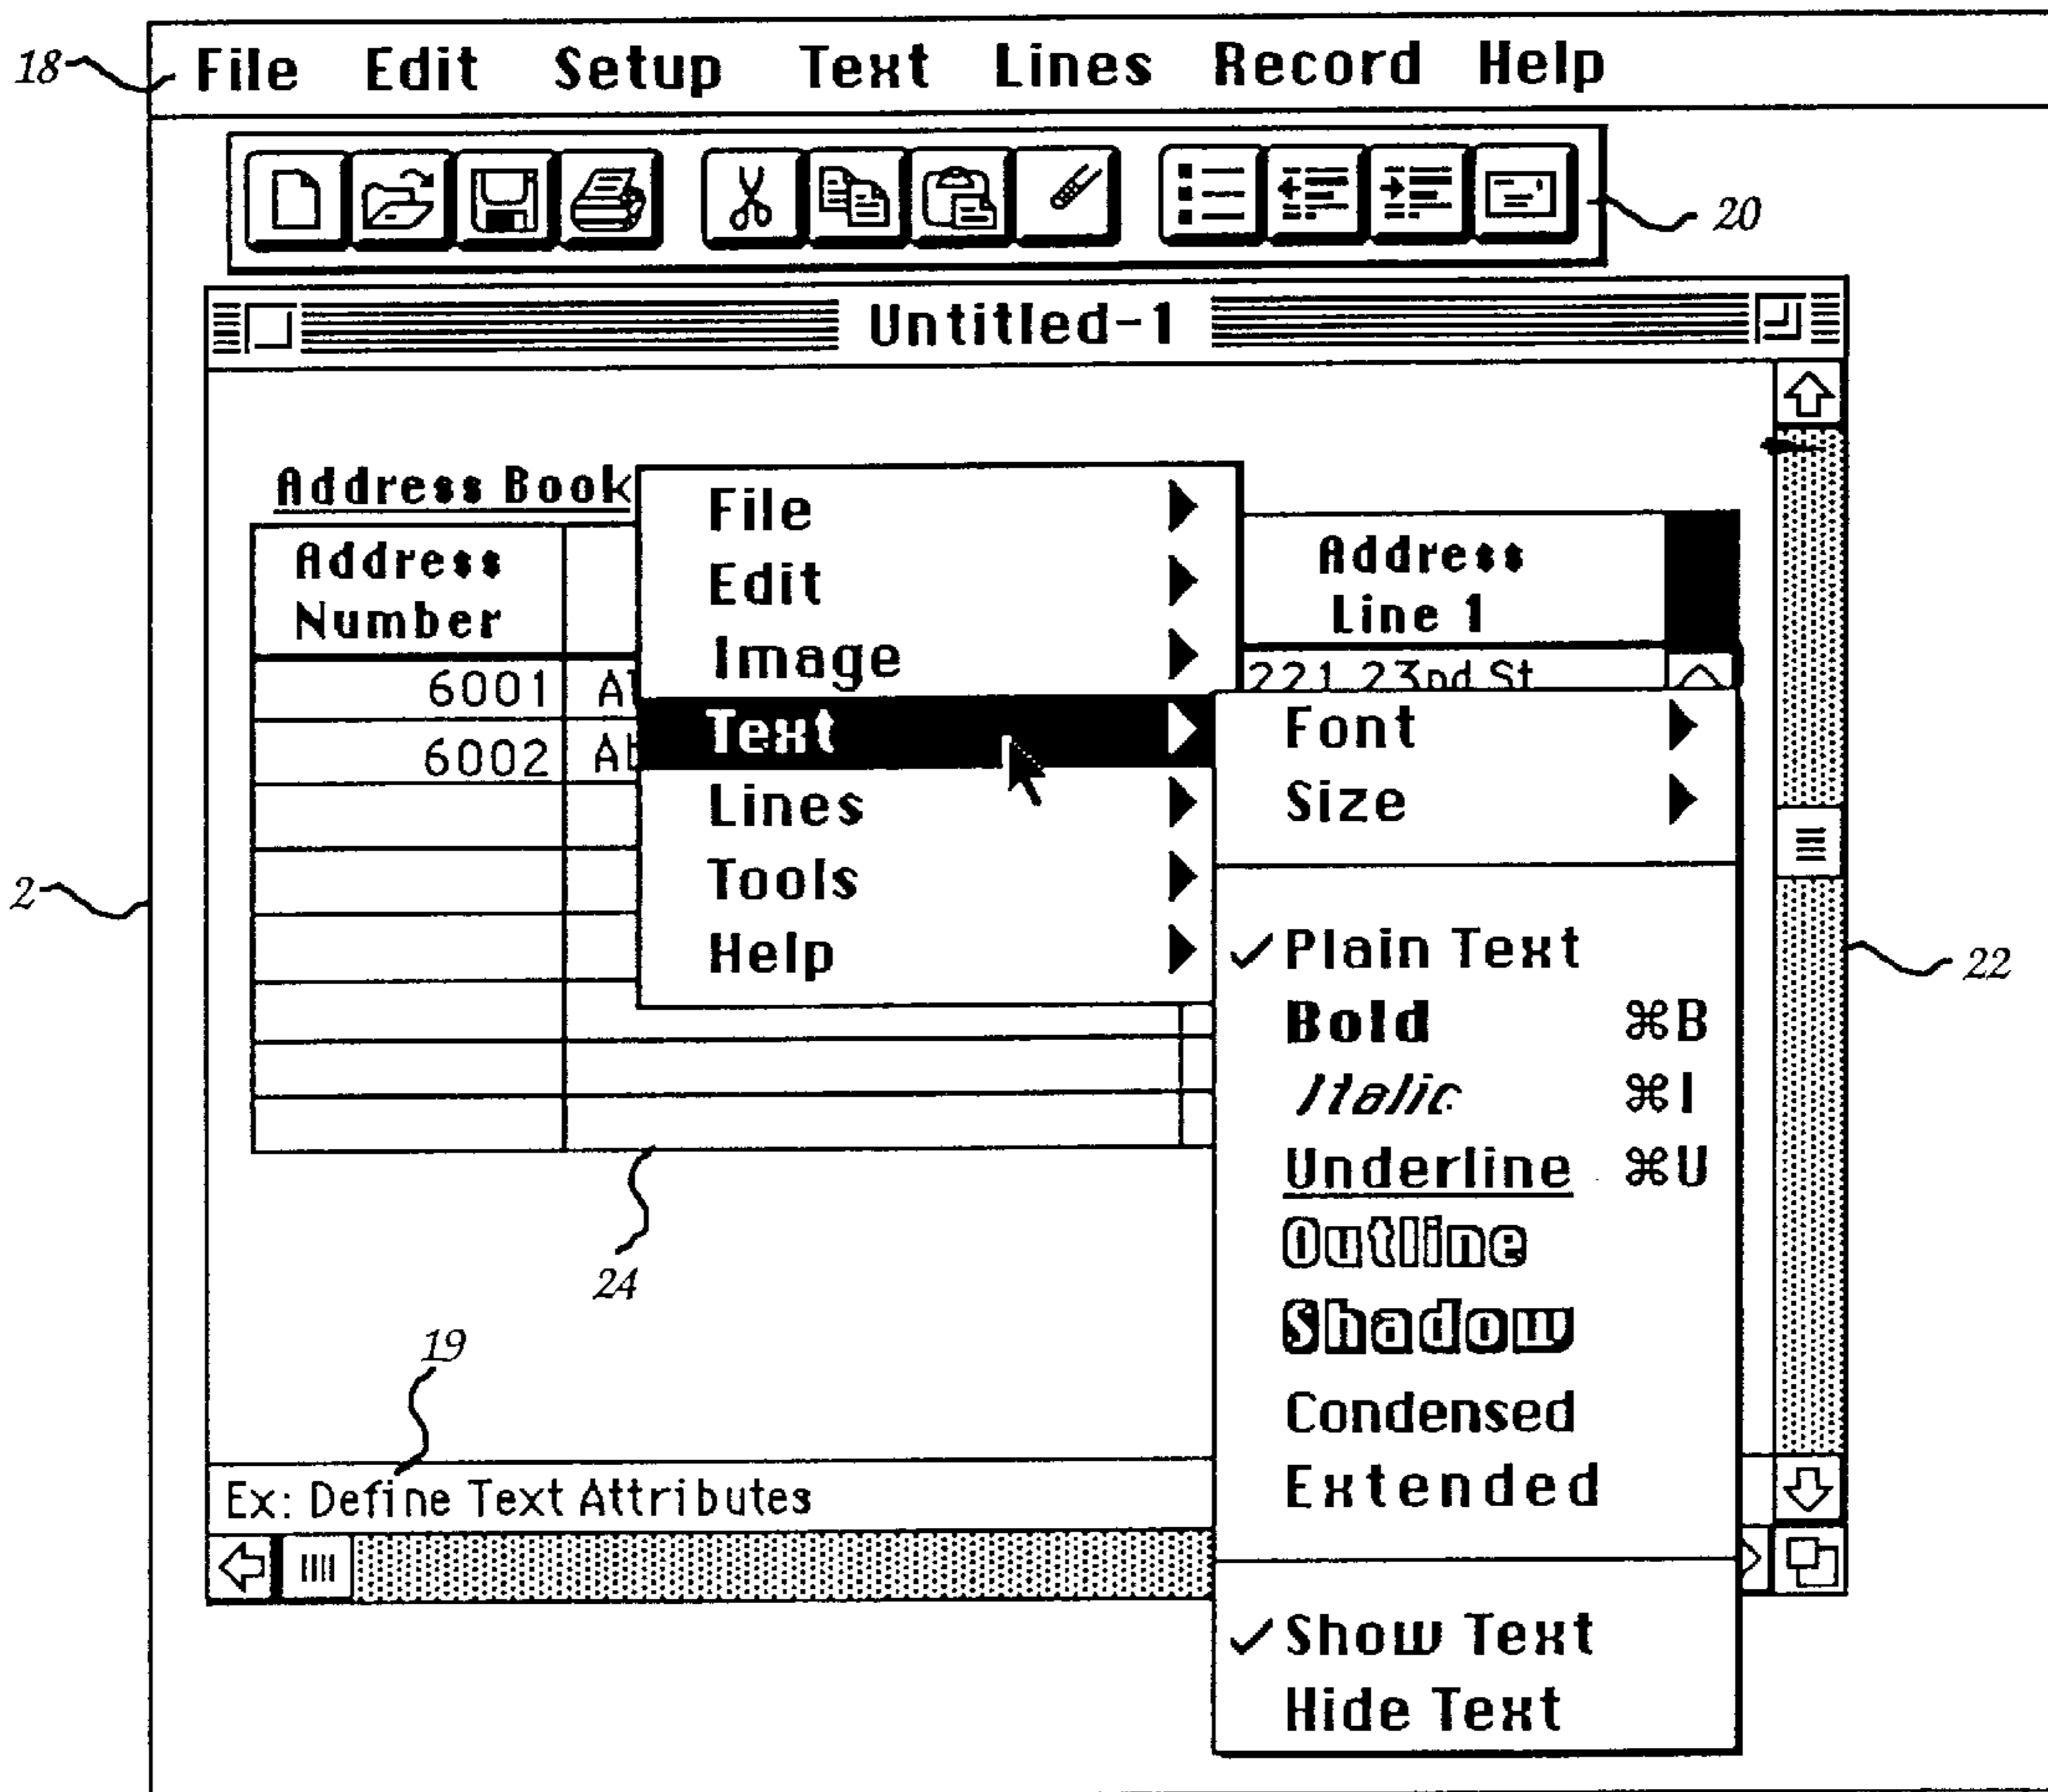 18 File Edit Setup Text Lines Record Help
20
Untitled-1
Address Book
Address
Number
Address
Line 1
6001
221 23nd St
6002
File
Edit
Image
Text
Lines
Tools
Help
Font
Size
✓Plain Text
Bold ⌘B
Italic ⌘I
Underline ⌘U
Outline
Shadow
Condensed
Extended
✓Show Text
Hide Text
2
22
24
19
Ex: Define Text Attributes